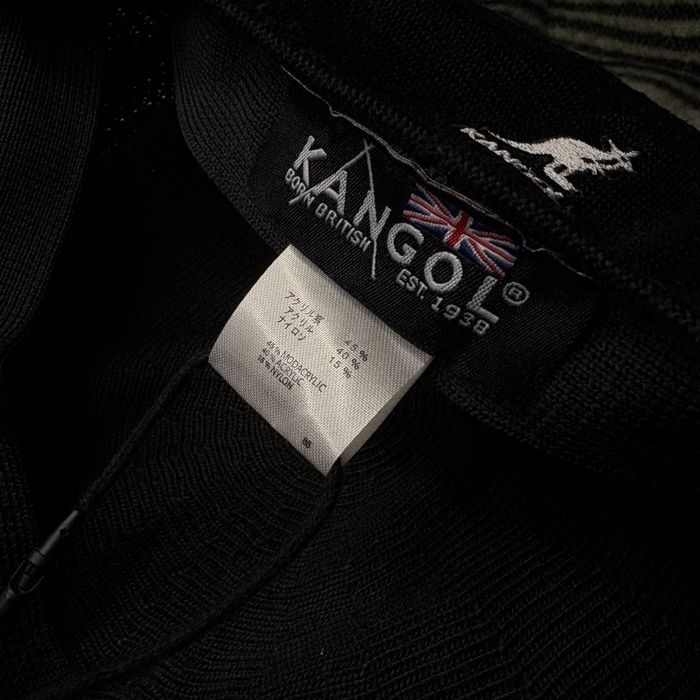 KANGOL
KANGOL®
BORN BRITISH
EST. 1938
アクリル系 45%
アクリル 40%
ナイロン 15%
45%MODACRYLIC
40%ACRYLIC
15%NYLON